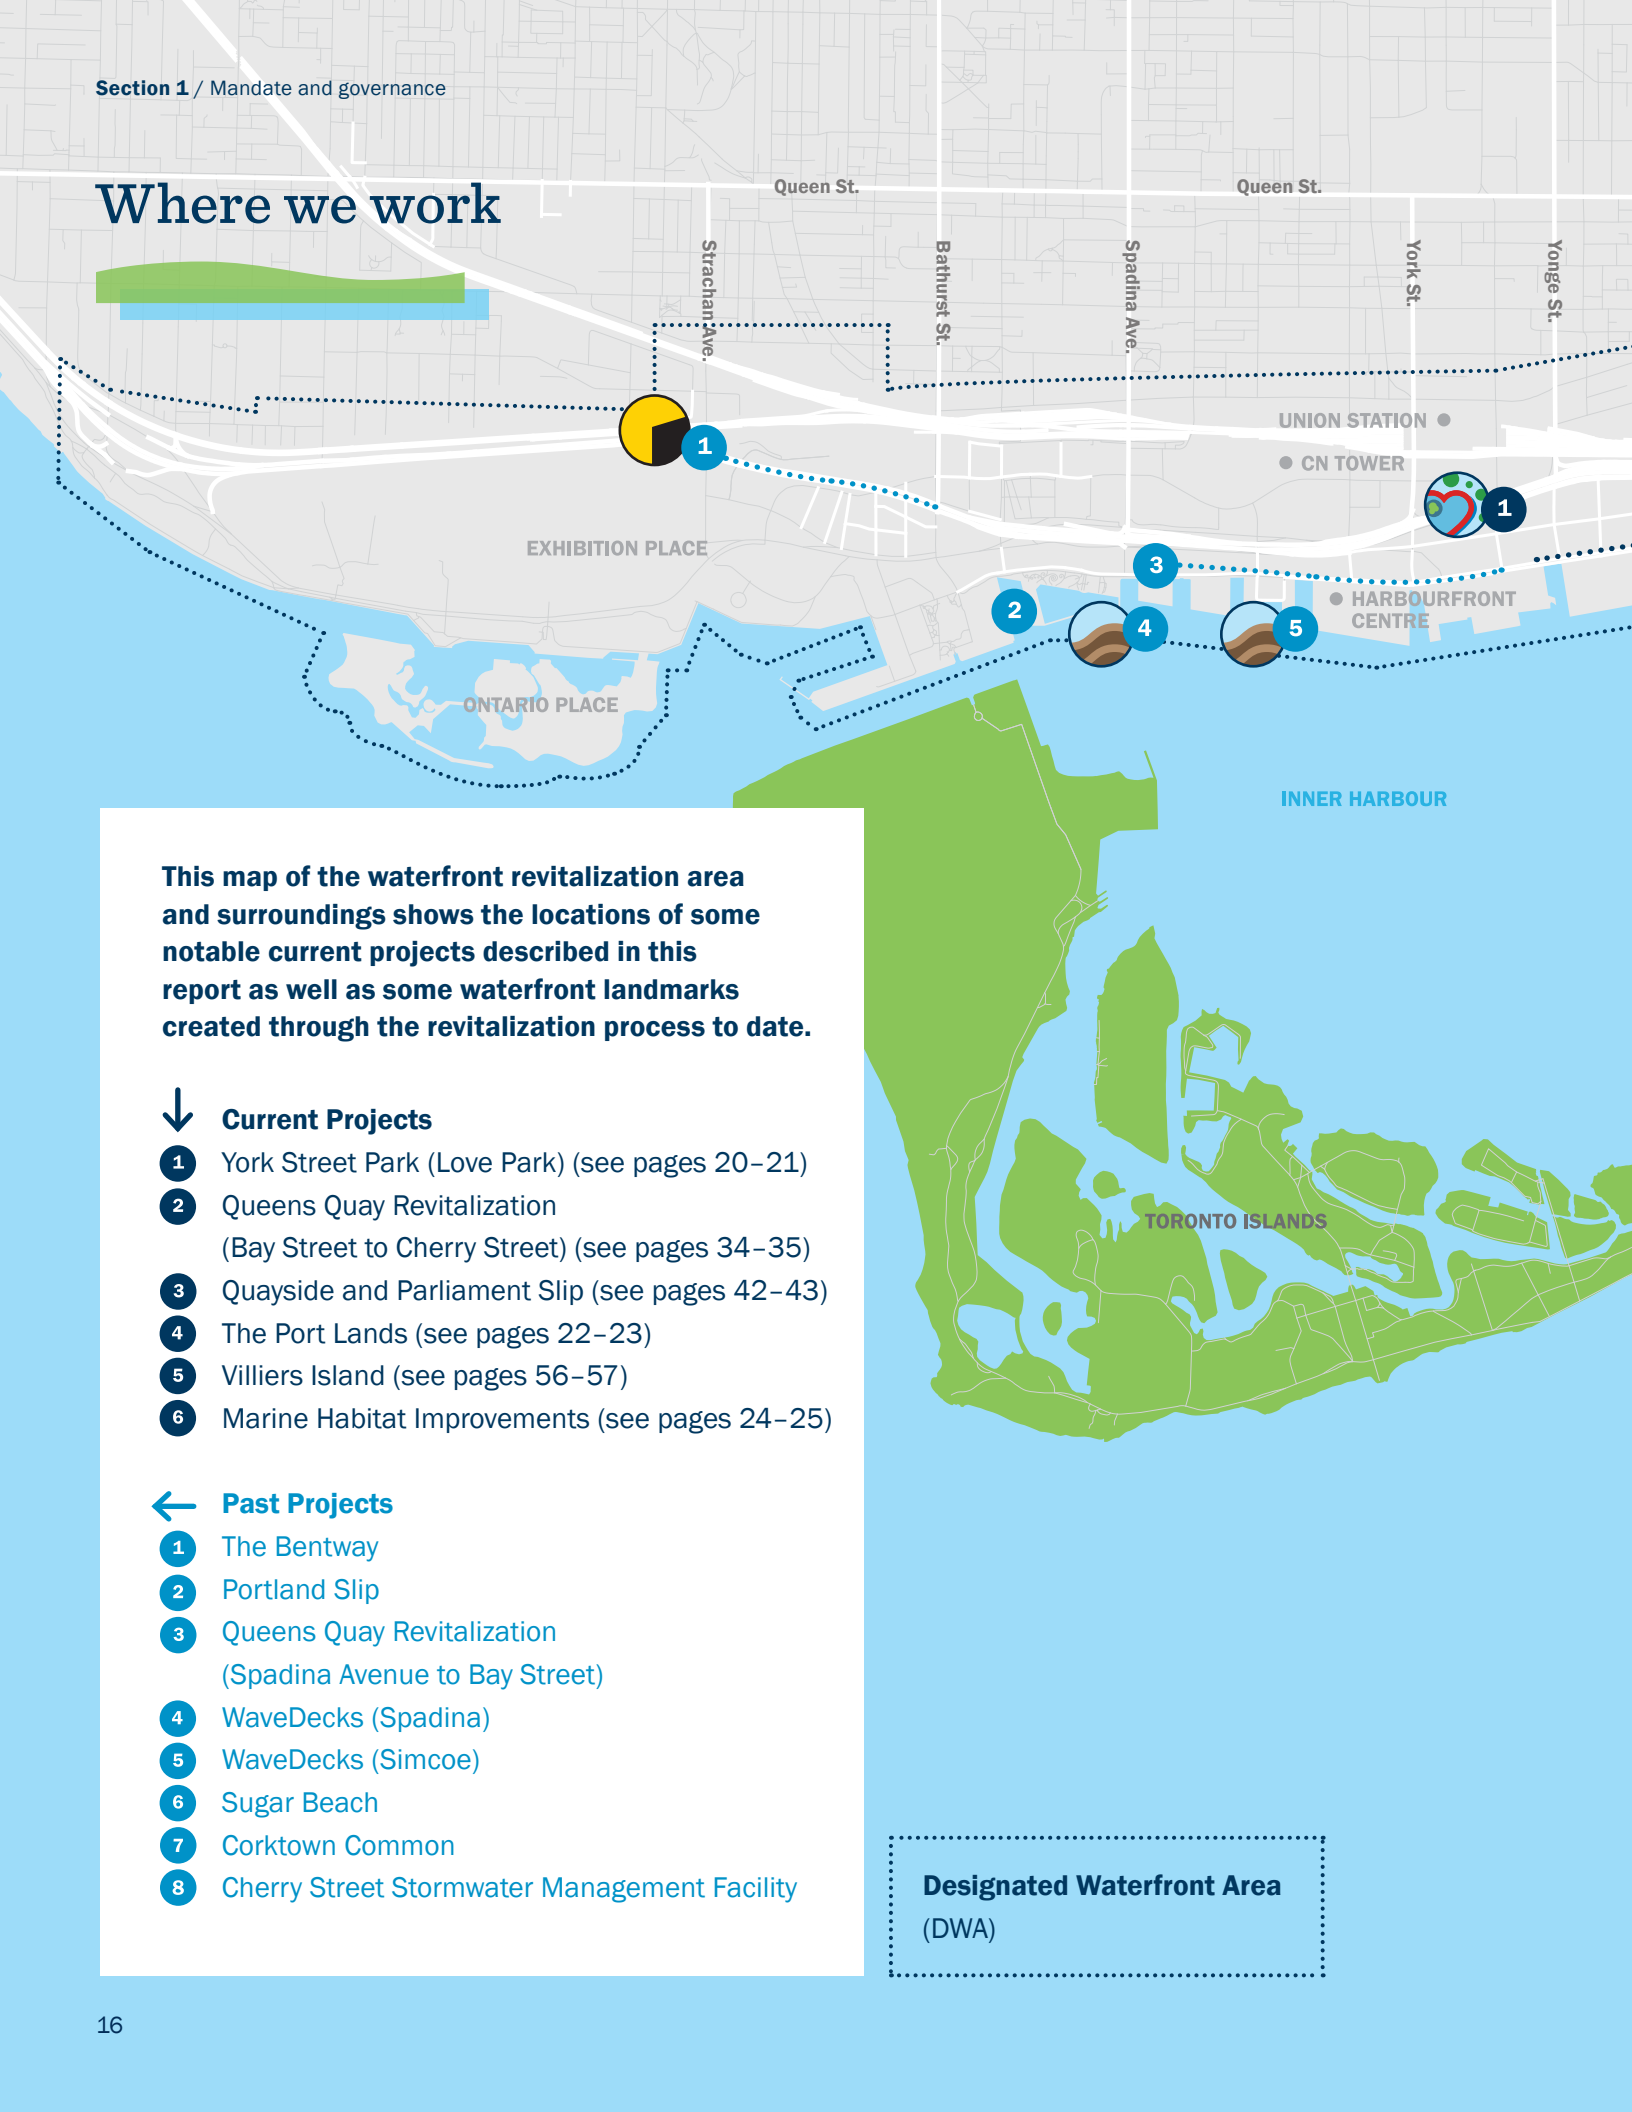 Section 1 / Mandate and governance
Where we work
Queen St.
Queen St.
Strachan Ave.
Bathurst St.
Spadina Ave.
York St.
Yonge St.
UNION STATION
CN TOWER
1
1
EXHIBITION PLACE
3
2
4
5
HARBOURFRONT
CENTRE
ONTARIO PLACE
INNER HARBOUR
TORONTO ISLANDS
This map of the waterfront revitalization area
and surroundings shows the locations of some
notable current projects described in this
report as well as some waterfront landmarks
created through the revitalization process to date.
Current Projects
1 York Street Park (Love Park) (see pages 20–21)
2 Queens Quay Revitalization
(Bay Street to Cherry Street) (see pages 34–35)
3 Quayside and Parliament Slip (see pages 42–43)
4 The Port Lands (see pages 22–23)
5 Villiers Island (see pages 56–57)
6 Marine Habitat Improvements (see pages 24–25)
Past Projects
1 The Bentway
2 Portland Slip
3 Queens Quay Revitalization
(Spadina Avenue to Bay Street)
4 WaveDecks (Spadina)
5 WaveDecks (Simcoe)
6 Sugar Beach
7 Corktown Common
8 Cherry Street Stormwater Management Facility
Designated Waterfront Area
(DWA)
16